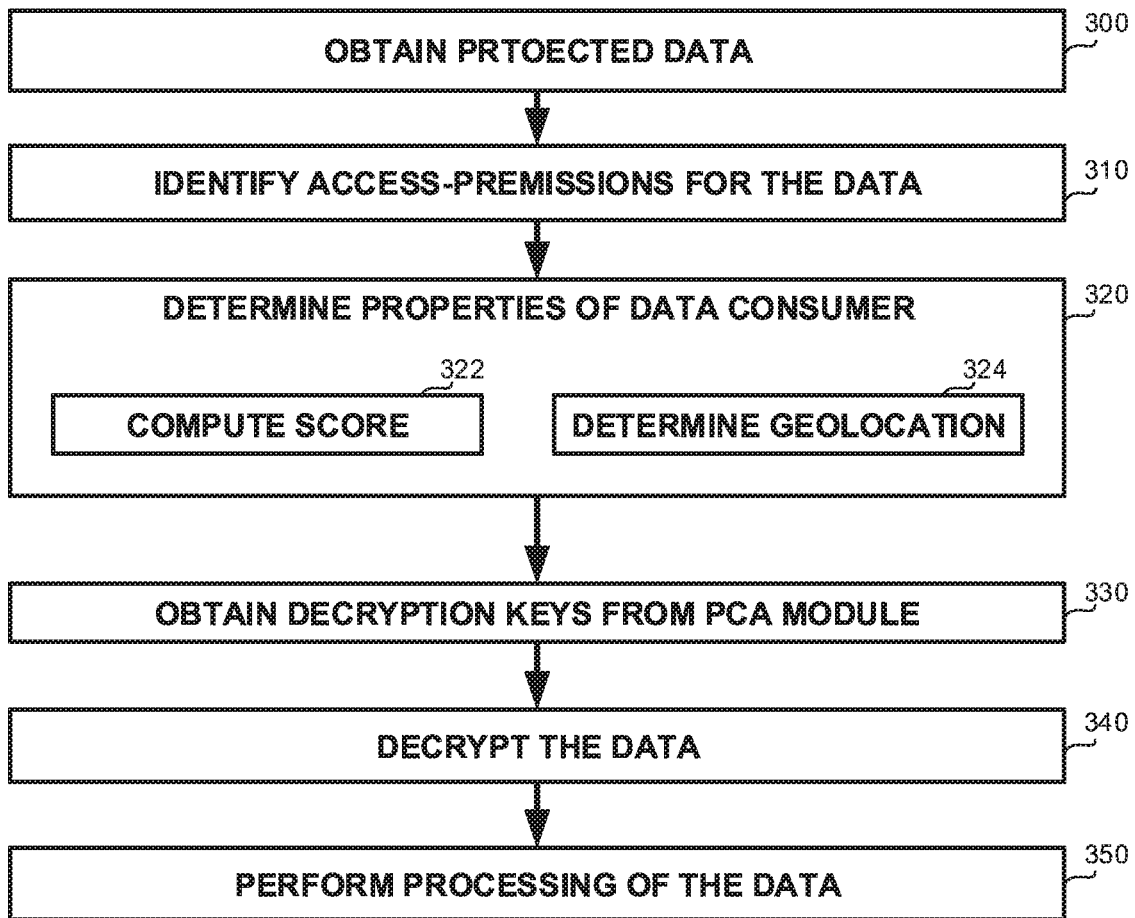 OBTAIN PRTOECTED DATA
300
IDENTIFY ACCESS-PREMISSIONS FOR THE DATA
310
DETERMINE PROPERTIES OF DATA CONSUMER
320
322
324
COMPUTE SCORE
DETERMINE GEOLOCATION
OBTAIN DECRYPTION KEYS FROM PCA MODULE
330
DECRYPT THE DATA
340
PERFORM PROCESSING OF THE DATA
350